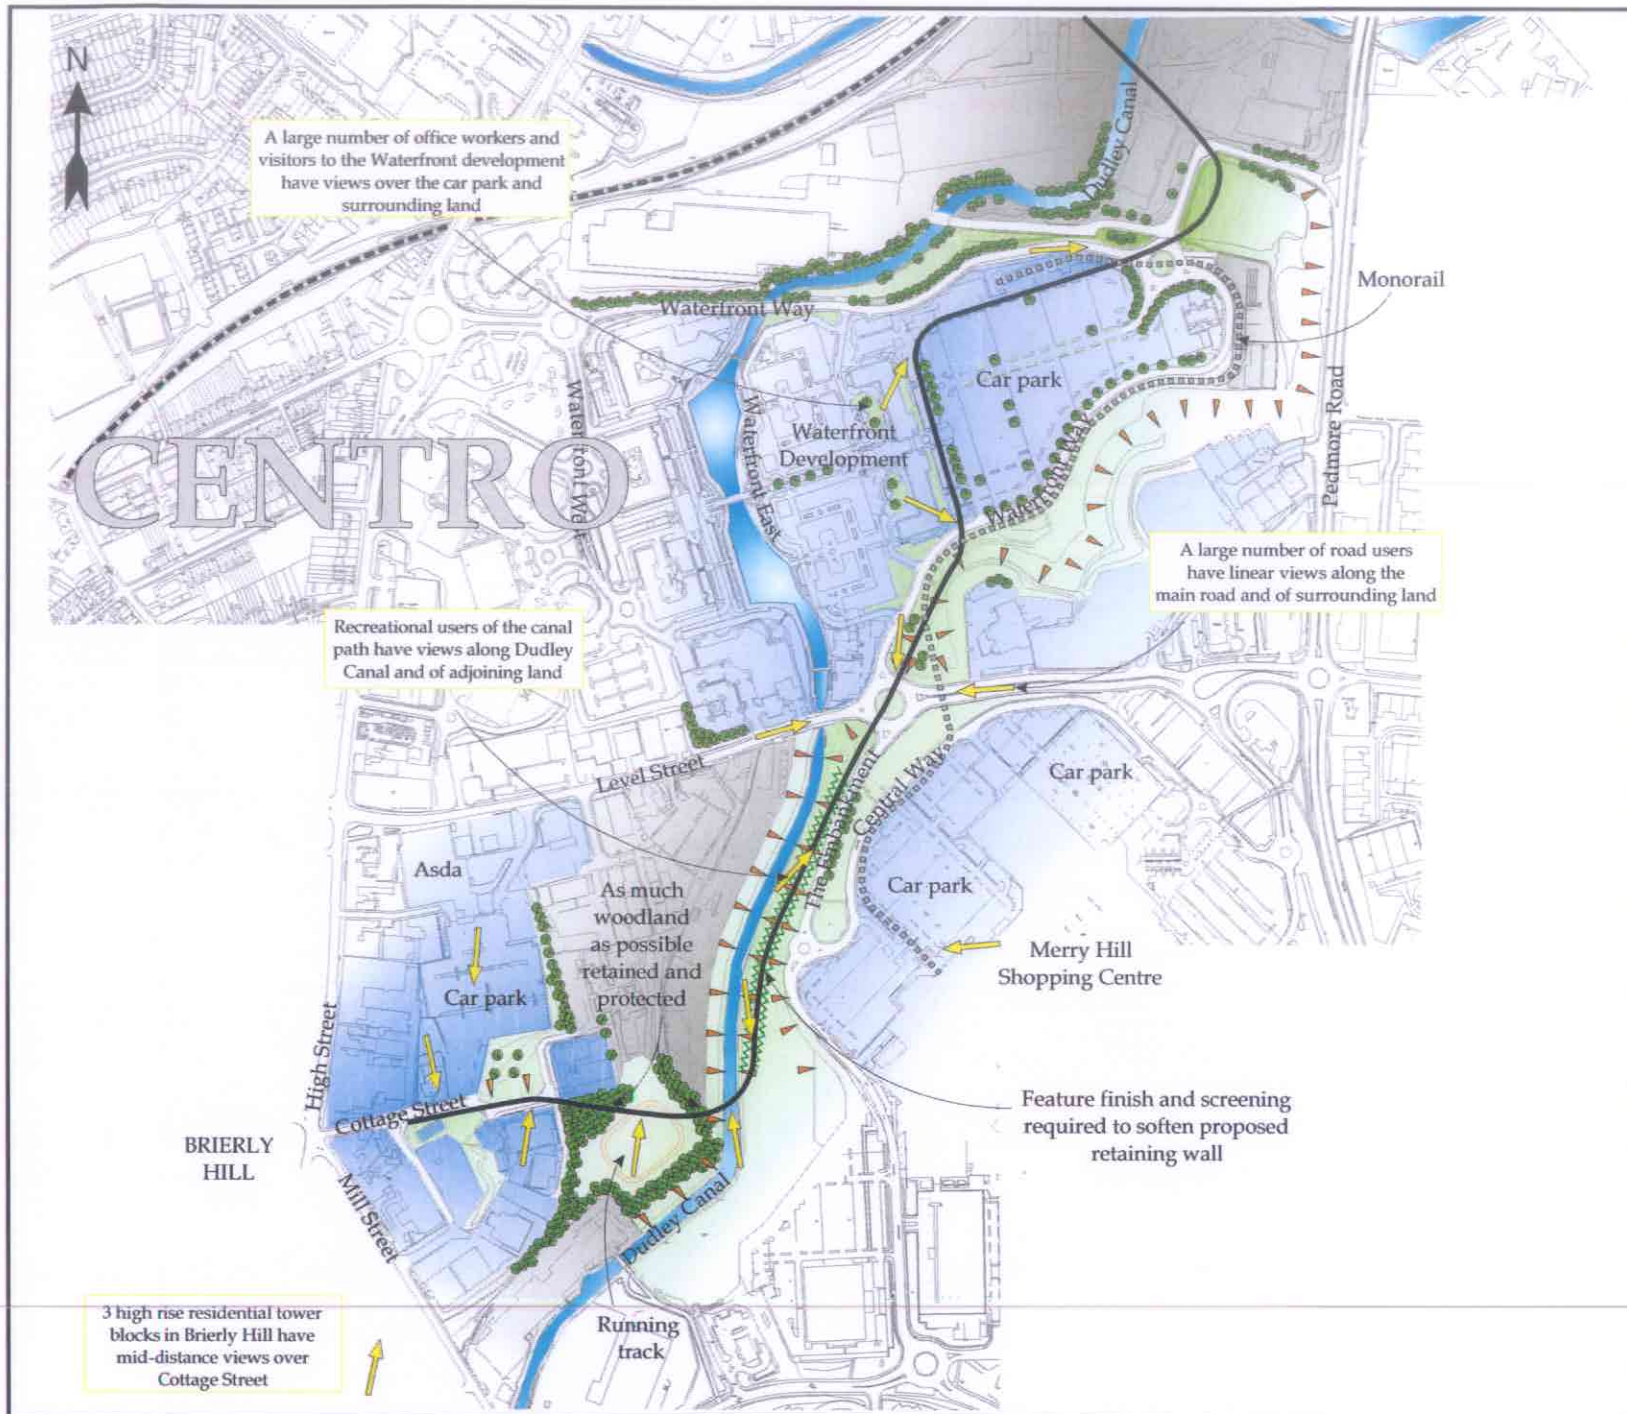 N
A large number of office workers and
visitors to the Waterfront development
have views over the car park and
surrounding land
Dudley Canal
Monorail
Waterfront Way
Car park
Waterfront
Development
Waterfront East
Waterfront Way
Pedmore Road
CENTRO
A large number of road users
have linear views along the
main road and of surrounding land
Recreational users of the canal
path have views along Dudley
Canal and of adjoining land
Level Street
The Embankment
Central Way
Car park
Car park
Asda
As much
woodland
as possible
retained and
protected
Car park
Merry Hill
Shopping Centre
High Street
Cottage Street
BRIERLY
HILL
Mill Street
Feature finish and screening
required to soften proposed
retaining wall
Dudley Canal
Running
track
3 high rise residential tower
blocks in Brierly Hill have
mid-distance views over
Cottage Street